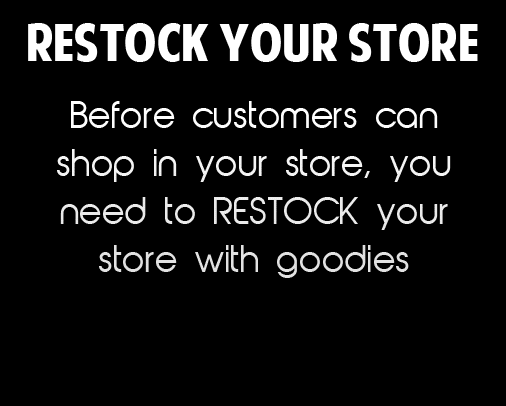 RESTOCK YOUR STORE
Before customers can
shop in your store, you
need to RESTOCK your
store with goodies